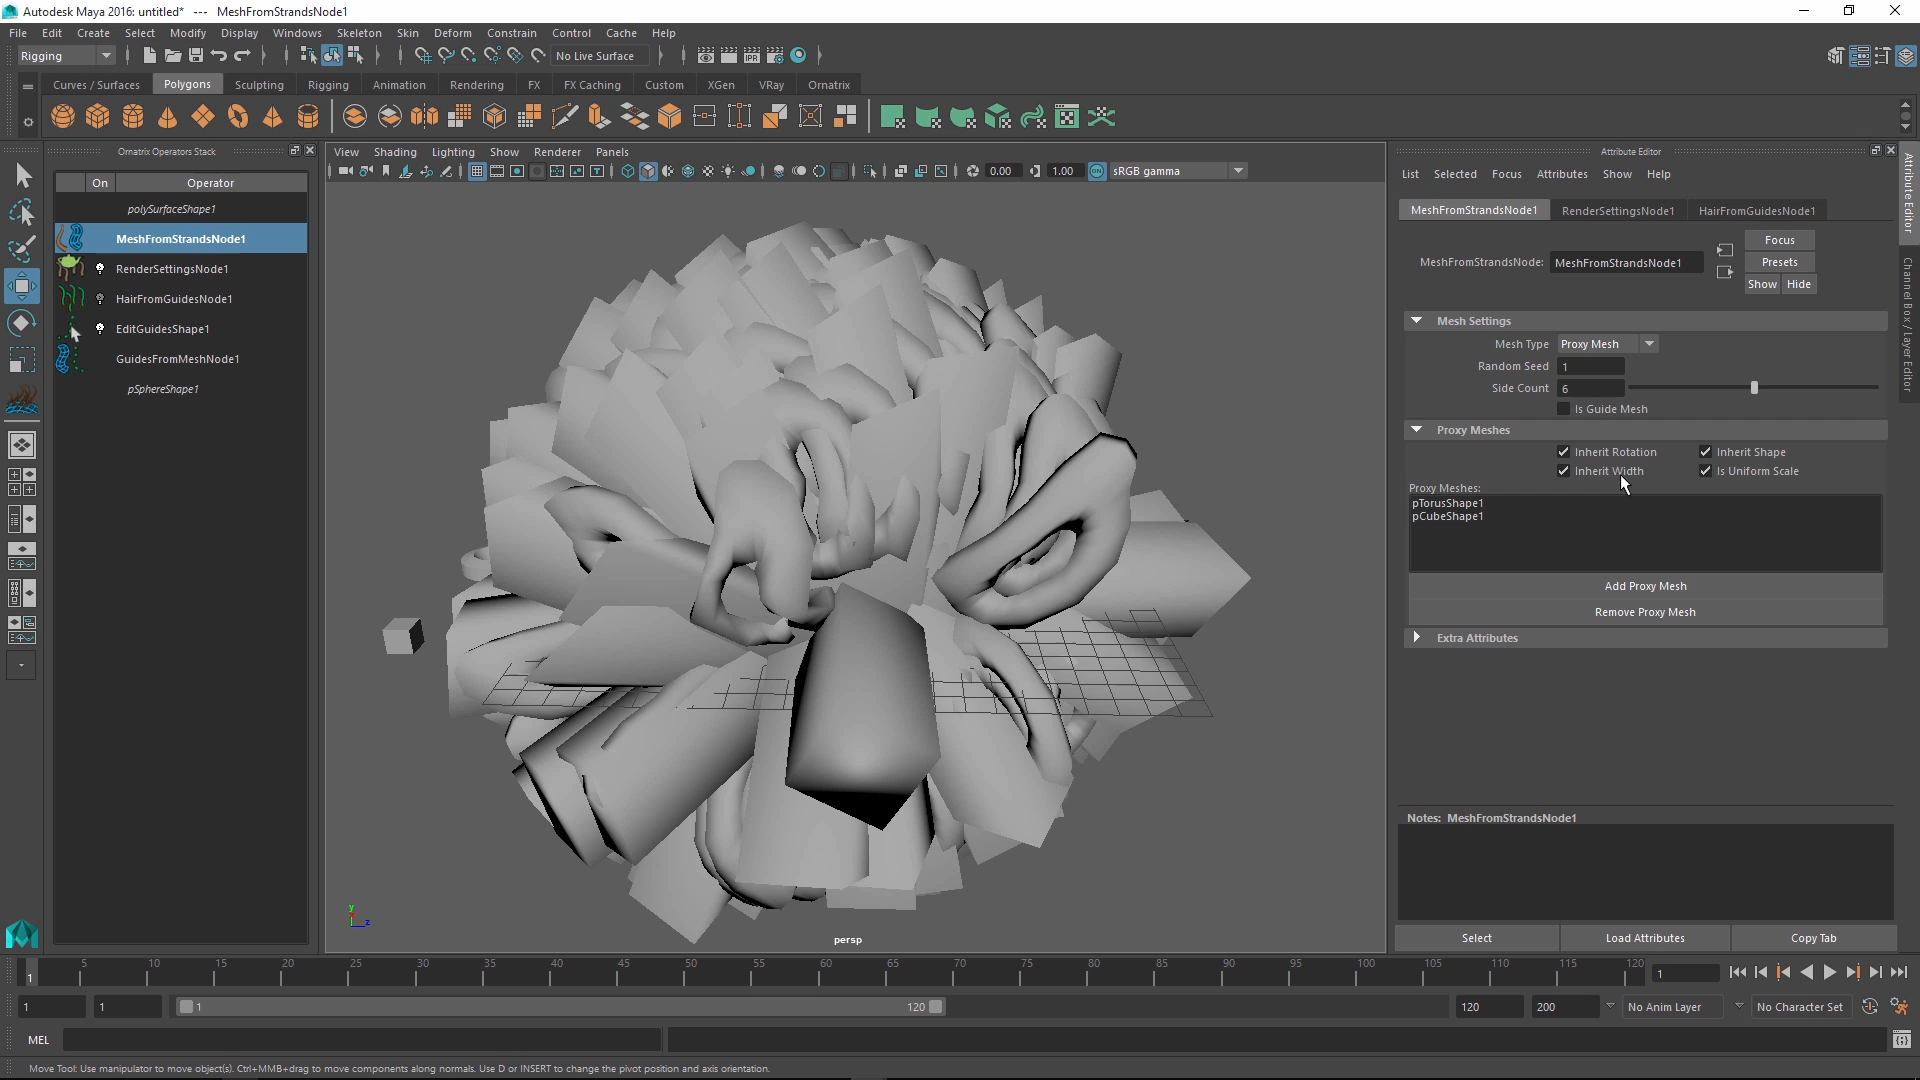 Autodesk Maya 2016: untitled* --- MeshFromStrandsNode1
File Edit Create Select Modify Display Windows Skeleton Skin Deform Constrain Control Cache Help
Rigging No Live Surface
Curves / Surfaces Polygons Sculpting Rigging Animation Rendering FX FX Caching Custom XGen VRay Ornatrix
Ornatrix Operators Stack
On Operator
polySurfaceShape1
MeshFromStrandsNode1
RenderSettingsNode1
HairFromGuidesNode1
EditGuidesShape1
GuidesFromMeshNode1
pSphereShape1
View Shading Lighting Show Renderer Panels
0.00 1.00 ON sRGB gamma
y
z
persp
Attribute Editor
List Selected Focus Attributes Show Help
MeshFromStrandsNode1 RenderSettingsNode1 HairFromGuidesNode1
MeshFromStrandsNode: MeshFromStrandsNode1
Focus
Presets
Show Hide
Mesh Settings
Mesh Type Proxy Mesh
Random Seed 1
Side Count 6
Is Guide Mesh
Proxy Meshes
Inherit Rotation Inherit Shape
Inherit Width Is Uniform Scale
Proxy Meshes:
pTorusShape1
pCubeShape1
Add Proxy Mesh
Remove Proxy Mesh
Extra Attributes
Notes: MeshFromStrandsNode1
Select Load Attributes Copy Tab
Attribute Editor
Channel Box / Layer Editor
1 5 10 15 20 25 30 35 40 45 50 55 60 65 70 75 80 85 90 95 100 105 110 115 120 1
1 1 1 120 120 200 No Anim Layer No Character Set
MEL
Move Tool: Use manipulator to move object(s). Ctrl+MMB+drag to move components along normals. Use D or INSERT to change the pivot position and axis orientation.